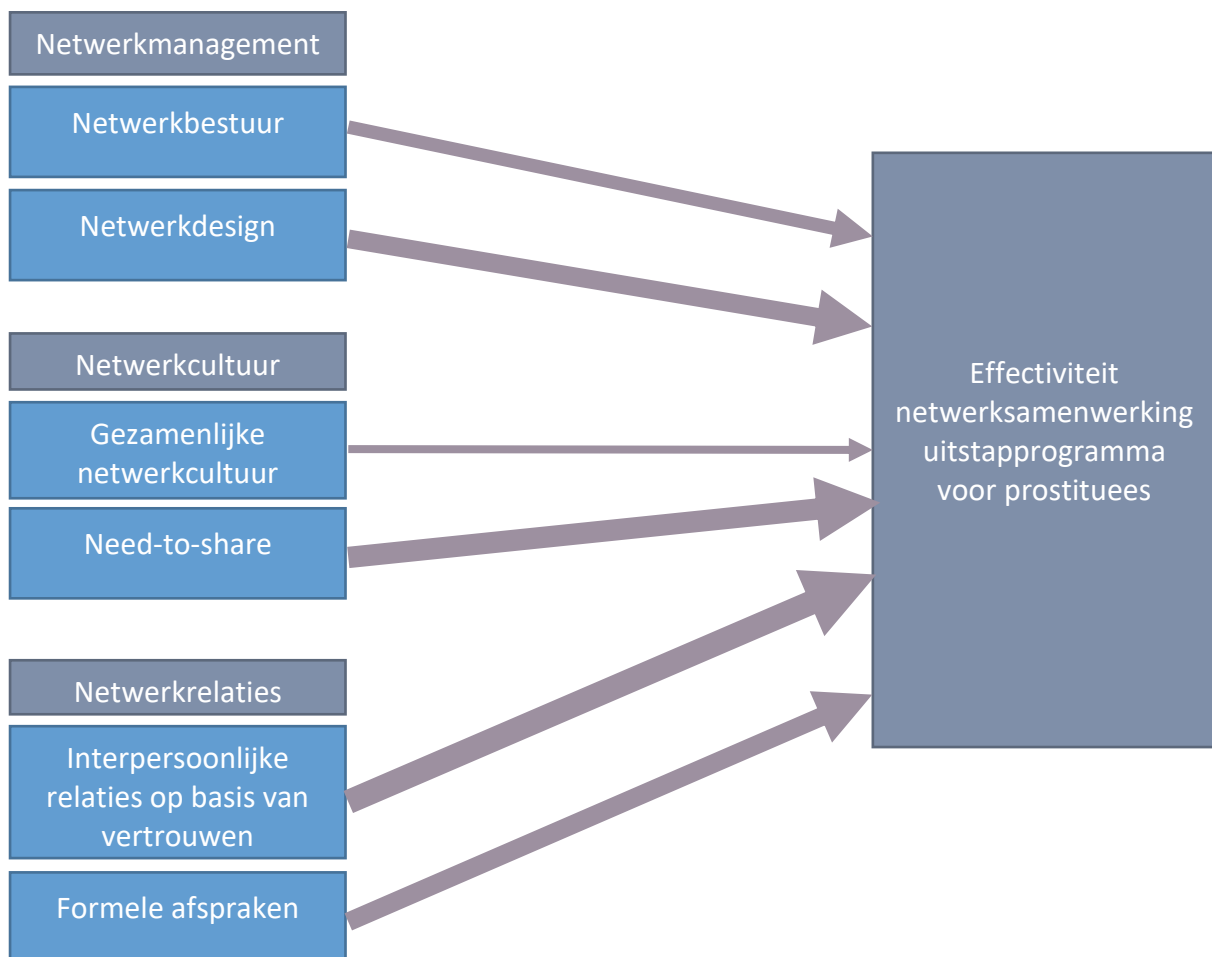 Netwerkmanagement
Netwerkbestuur
Netwerkdesign
Netwerkcultuur
Gezamenlijke
netwerkcultuur
Need-to-share
Netwerkrelaties
Interpersoonlijke
relaties op basis van
vertrouwen
Formele afspraken
Effectiviteit
netwerksamenwerking
uitstapprogramma
voor prostituees